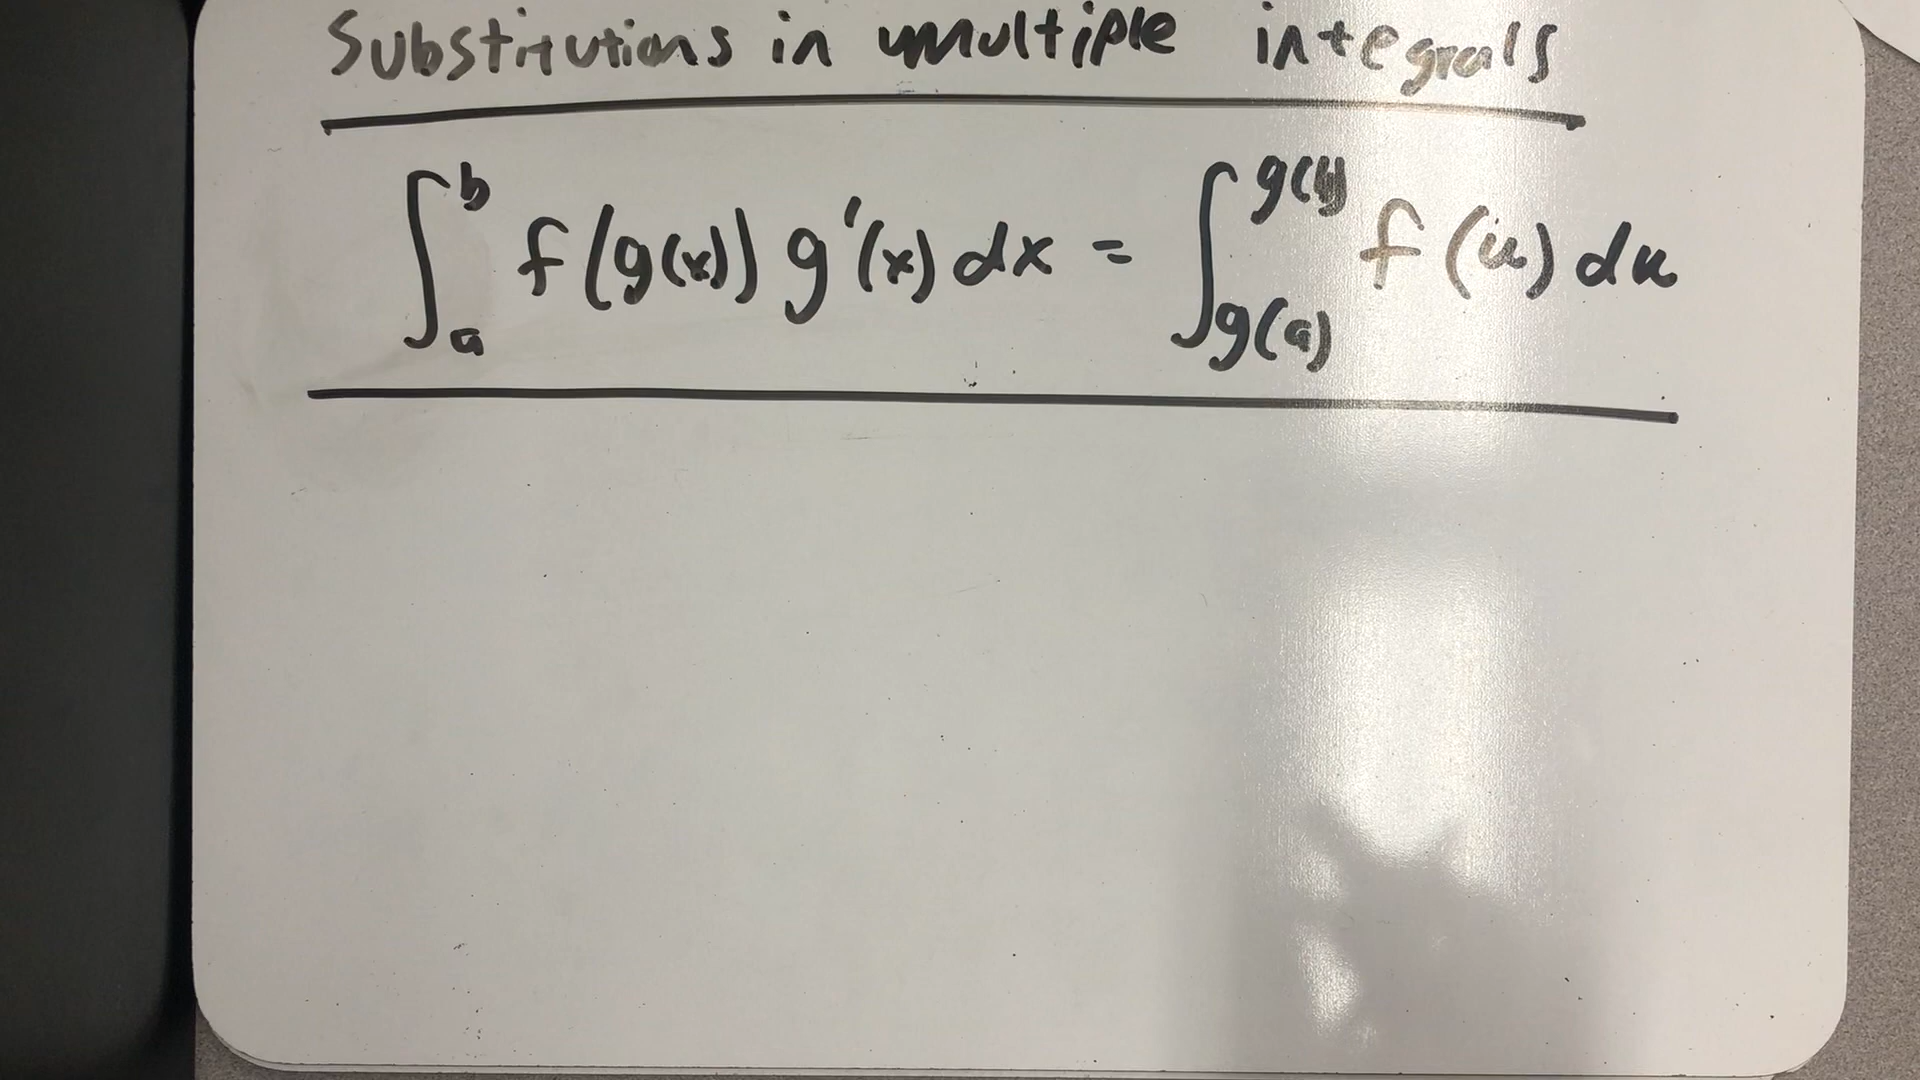 Substitutions in multiple integrals
∫_a^b f(g(x)) g'(x) dx = ∫_{g(a)}^{g(b)} f(u) du